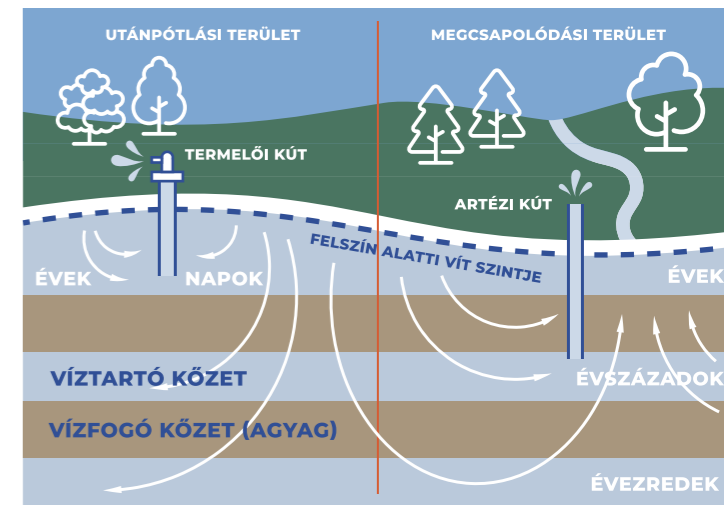 UTÁNPÓTLÁSI TERÜLET
MEGCSAPOLÓDÁSI TERÜLET
TERMELŐI KÚT
ARTÉZI KÚT
FELSZÍN ALATTI VÍT SZINTJE
ÉVEK
NAPOK
ÉVEK
VÍZTARTÓ KŐZET
ÉVSZÁZADOK
VÍZFOGÓ KŐZET (AGYAG)
ÉVEZREDEK